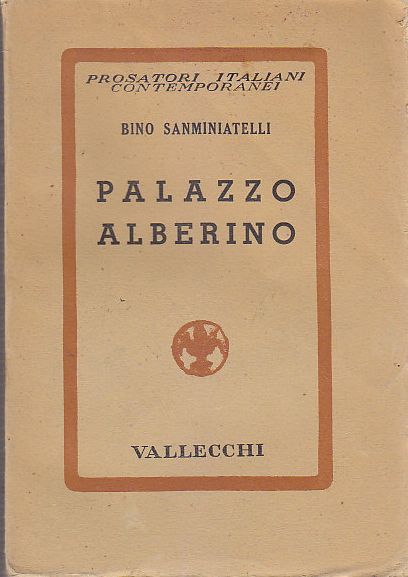 PROSATORI ITALIANI
CONTEMPORANEI
BINO SANMINIATELLI
PALAZZO
ALBERINO
VALLECCHI